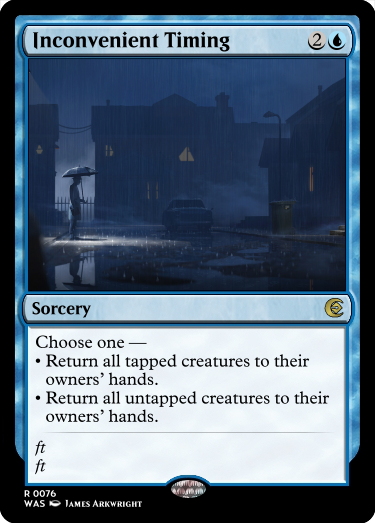 Inconvenient Timing 2
Sorcery
Choose one —
• Return all tapped creatures to their
owners' hands.
• Return all untapped creatures to their
owners' hands.
ft
ft
R 0076
WAS James Arkwright